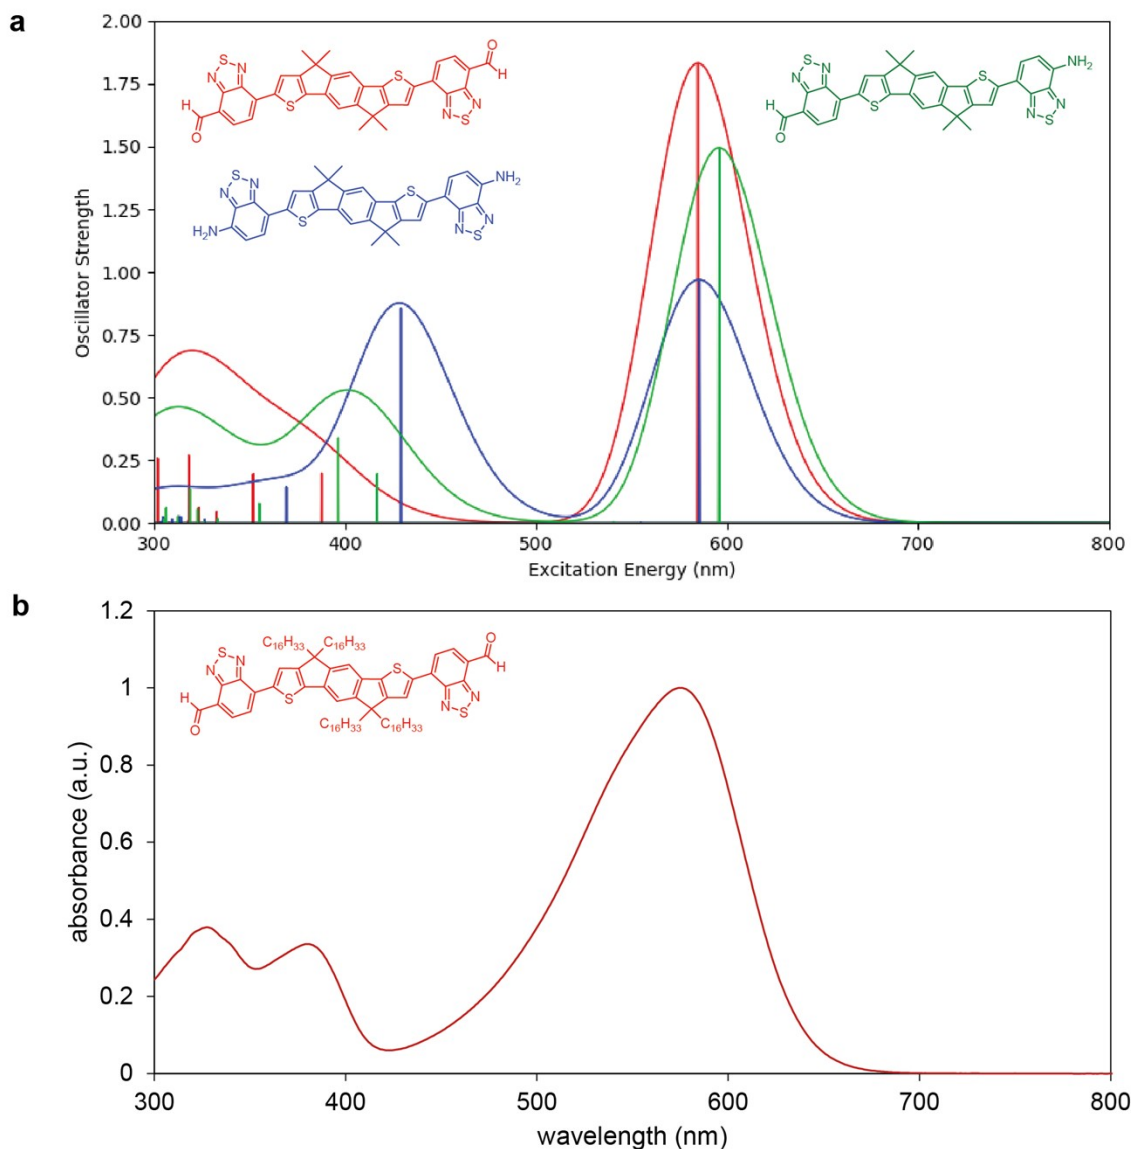 a
2.00
1.75
1.50
1.25
1.00
0.75
0.50
0.25
0.00
Oscillator Strength
S
N N
O
H
S
H
O
S
N N
S
S
N N
NH2
S
H2N
S
N N
S
S
N N
NH2
S
H
O
S
N N
S
300 400 500 600 700 800
Excitation Energy (nm)
b
1.2
1
0.8
0.6
0.4
0.2
0
absorbance (a.u.)
C16H33 C16H33
S
N N
O
H
S
H
O
S
N N
S
C16H33 C16H33
300 400 500 600 700 800
wavelength (nm)